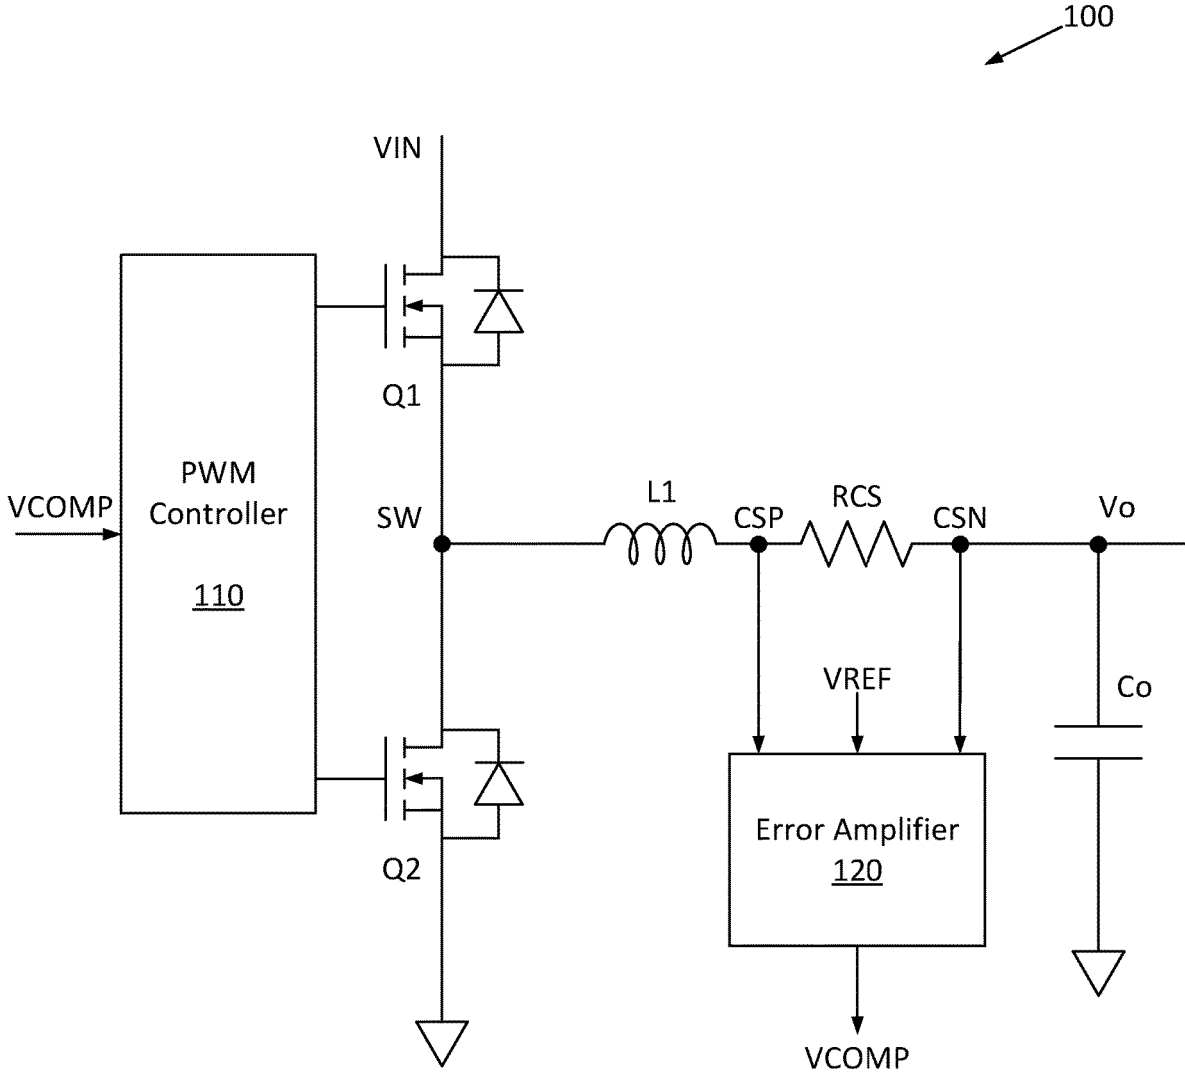 100
VIN
Q1
PWM
Controller
110
VCOMP
SW
L1
CSP
RCS
CSN
Vo
VREF
Co
Q2
Error Amplifier
120
VCOMP